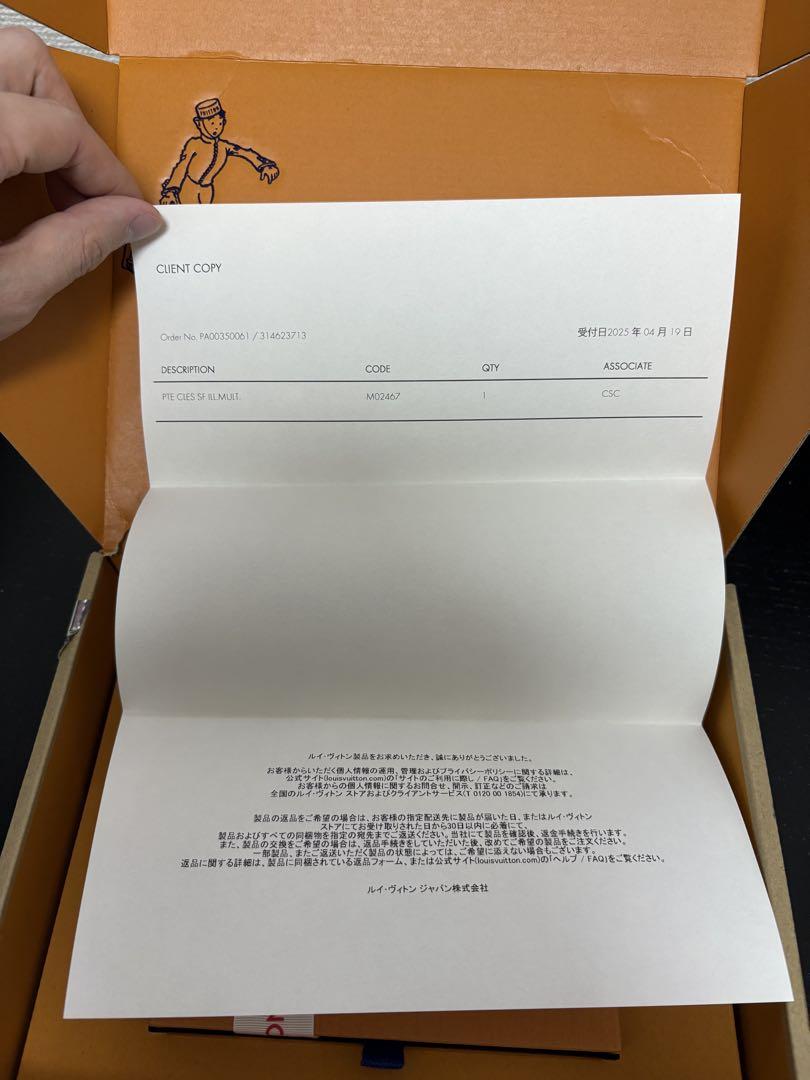 CLIENT COPY
Order No. PA00350061 / 314623713
受付日2025 年 04 月 19 日
DESCRIPTION CODE QTY ASSOCIATE
PTE CLES SF ILL.MULT. M02467 1 CSC
ルイ・ヴィトン製品をお求めいただき、誠にありがとうございました。
お客様からいただく個人情報の運用、管理およびプライバシーポリシーに関する詳細は、
公式サイト(louisvuitton.com)の「サイトのご利用に際し / FAQ」をご覧ください。
お客様からの個人情報に関するお問合せ、開示、訂正などのご請求は
全国のルイ・ヴィトン ストアおよびクライアントサービス(T 0120 00 1854)にて承ります。
製品の返品をご希望の場合は、お客様の指定配送先に製品が届いた日、またはルイ・ヴィトン
ストアにてお受け取りされた日から30日以内に必着にて、
製品およびすべての同梱物を指定の宛先までご返送ください。当社にて製品を確認後、返金手続きを行います。
また、製品の交換をご希望の場合は、返品手続きをしていただいた後、改めてご希望の製品をご注文ください。
一部製品、またご返送いただく製品の状態によっては、ご希望に添えない場合もございます。
返品に関する詳細は、製品に同梱されている返品フォーム、または公式サイト(louisvuitton.com)の「ヘルプ / FAQ」をご覧ください。
ルイ・ヴィトン ジャパン株式会社